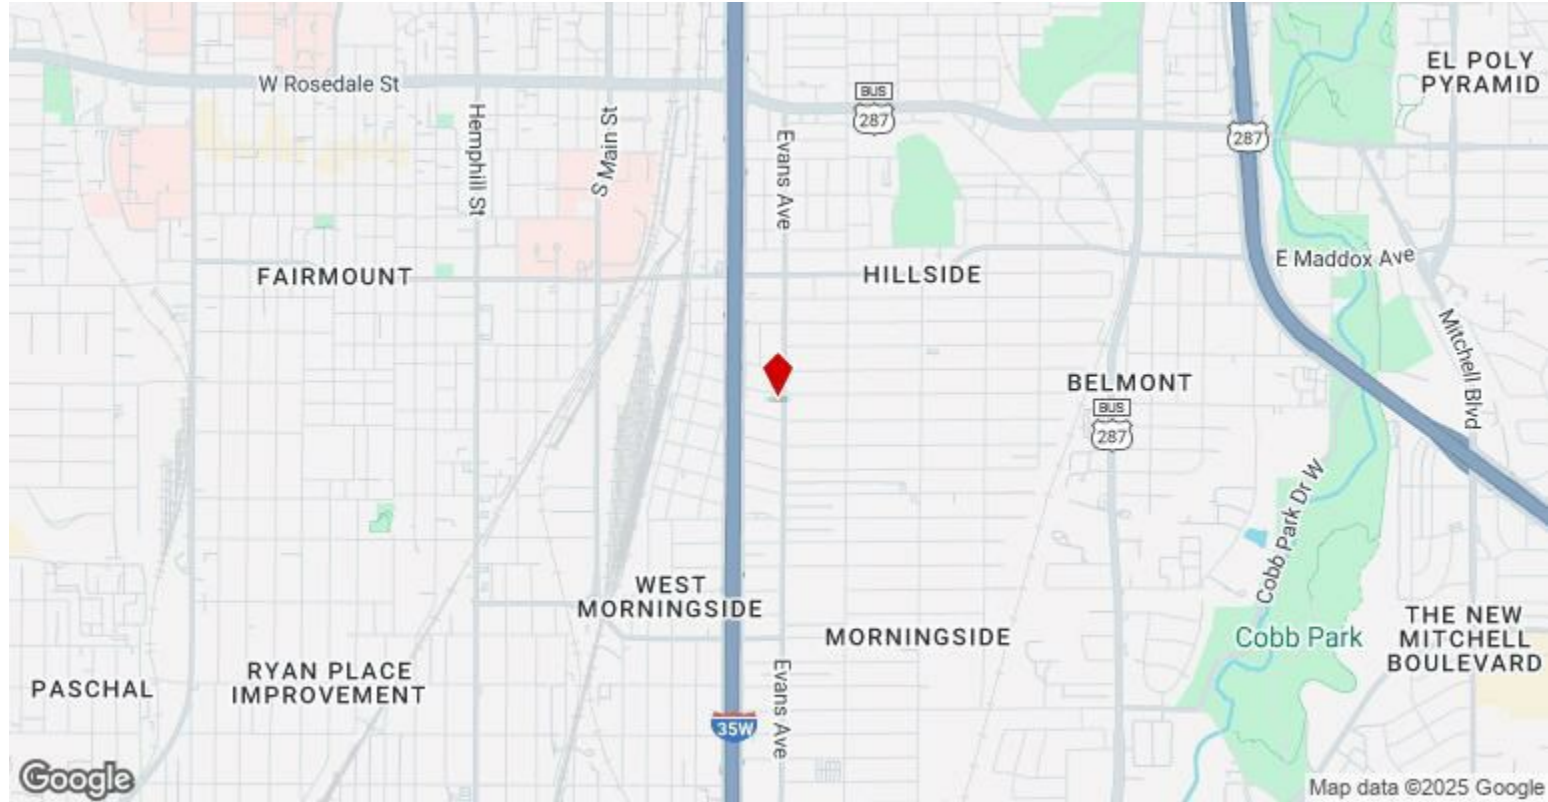 EL POLY
PYRAMID
W Rosedale St
BUS
287
Hemphill St
S Main St
Evans Ave
287
E Maddox Ave
FAIRMOUNT
HILLSIDE
Mitchell Blvd
BELMONT
BUS
287
Cobb Park Dr W
WEST
MORNINGSIDE
MORNINGSIDE
Cobb Park
THE NEW
MITCHELL
BOULEVARD
RYAN PLACE
IMPROVEMENT
PASCHAL
Evans Ave
35W
Google
Map data ©2025 Google